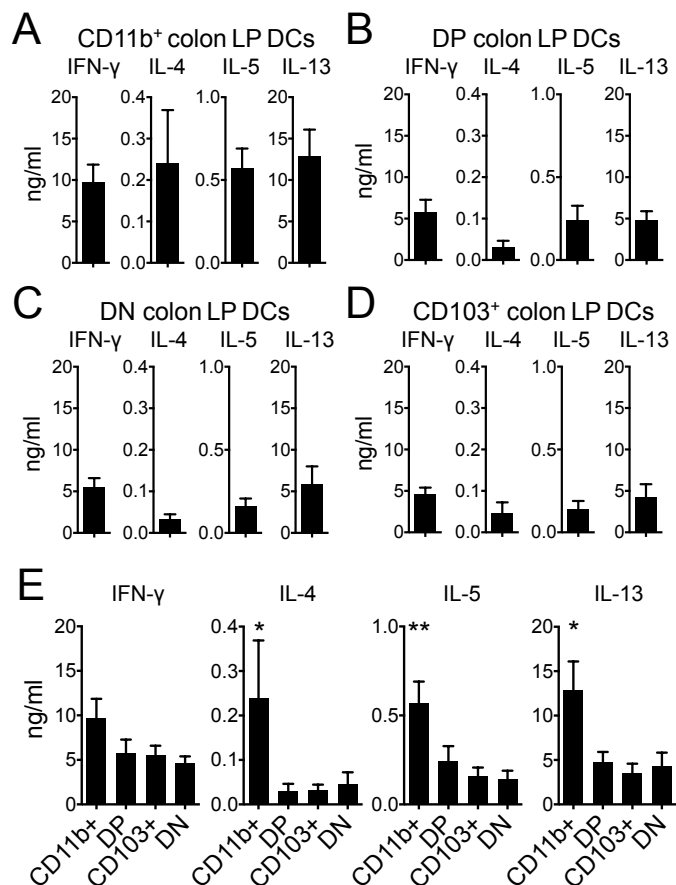 A
CD11b⁺ colon LP DCs
IFN-γ IL-4 IL-5 IL-13
20 0.4 1.0 20
15 0.3 15
10 0.2 0.5 10
5 0.1 5
0 0.0 0.0 0
ng/ml
B
DP colon LP DCs
IFN-γ IL-4 IL-5 IL-13
20 0.4 1.0 20
15 0.3 15
10 0.2 0.5 10
5 0.1 5
0 0.0 0.0 0
ng/ml
C
DN colon LP DCs
IFN-γ IL-4 IL-5 IL-13
20 0.4 1.0 20
15 0.3 15
10 0.2 0.5 10
5 0.1 5
0 0.0 0.0 0
ng/ml
D
CD103⁺ colon LP DCs
IFN-γ IL-4 IL-5 IL-13
20 0.4 1.0 20
15 0.3 15
10 0.2 0.5 10
5 0.1 5
0 0.0 0.0 0
ng/ml
E
IFN-γ
20
15
10
5
0
ng/ml
CD11b+ DP CD103+ DN
IL-4
0.4
0.3
0.2
0.1
0.0
*
CD11b+ DP CD103+ DN
IL-5
1.0
0.5
0.0
**
CD11b+ DP CD103+ DN
IL-13
20
15
10
5
0
*
CD11b+ DP CD103+ DN